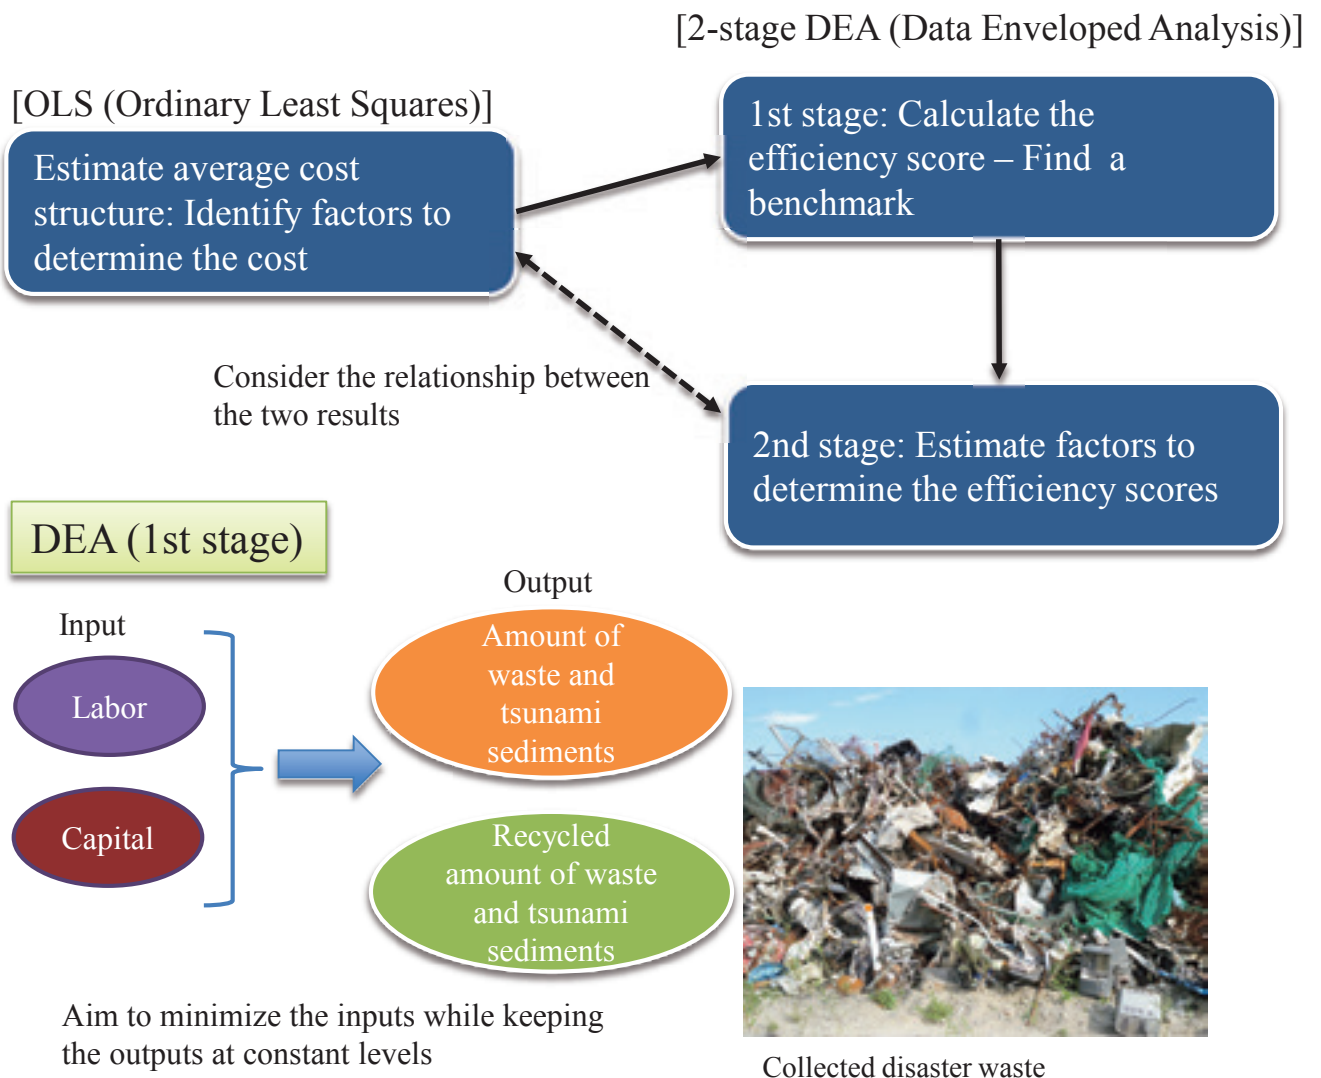 [2-stage DEA (Data Enveloped Analysis)]
[OLS (Ordinary Least Squares)]
Estimate average cost
structure: Identify factors to
determine the cost
1st stage: Calculate the
efficiency score – Find a
benchmark
Consider the relationship between
the two results
2nd stage: Estimate factors to
determine the efficiency scores
DEA (1st stage)
Input
Labor
Capital
Output
Amount of
waste and
tsunami
sediments
Recycled
amount of waste
and tsunami
sediments
Aim to minimize the inputs while keeping
the outputs at constant levels
Collected disaster waste